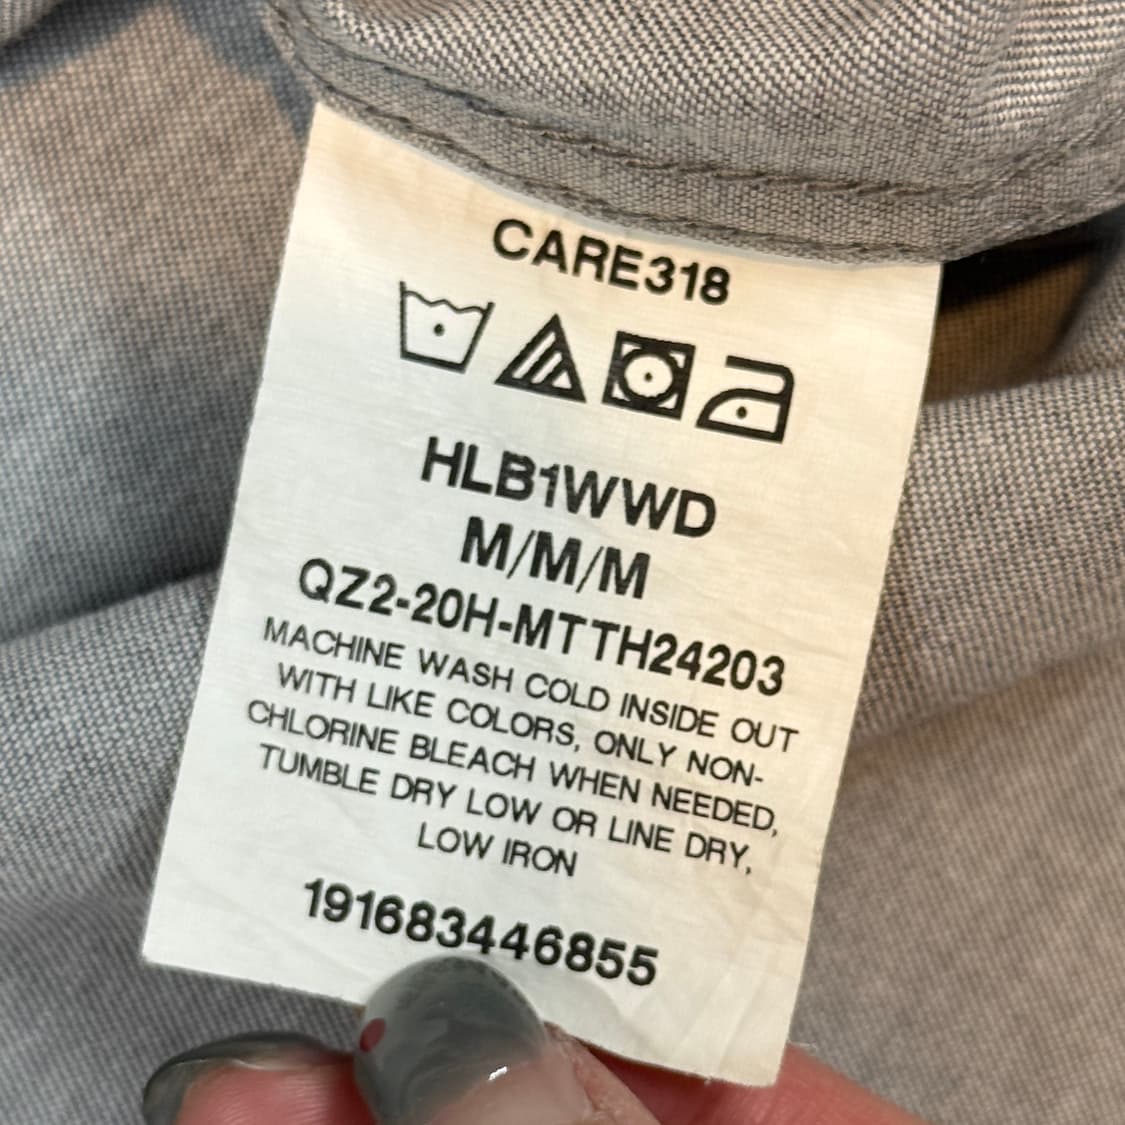 CARE318
HLB1WWD
M/M/M
QZ2-20H-MTTH24203
MACHINE WASH COLD INSIDE OUT
WITH LIKE COLORS, ONLY NON-
CHLORINE BLEACH WHEN NEEDED,
TUMBLE DRY LOW OR LINE DRY,
LOW IRON
191683446855